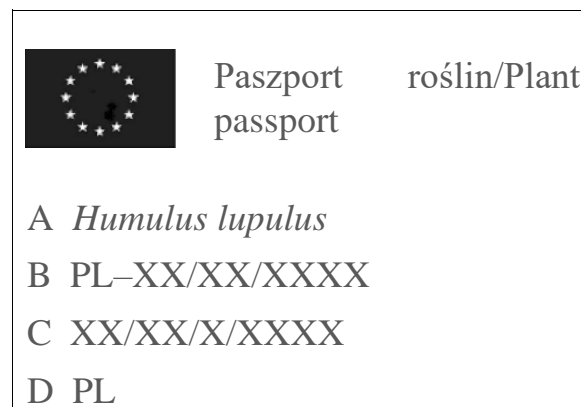 Paszport roślin/Plant
passport
A Humulus lupulus
B PL–XX/XX/XXXX
C XX/XX/X/XXXX
D PL